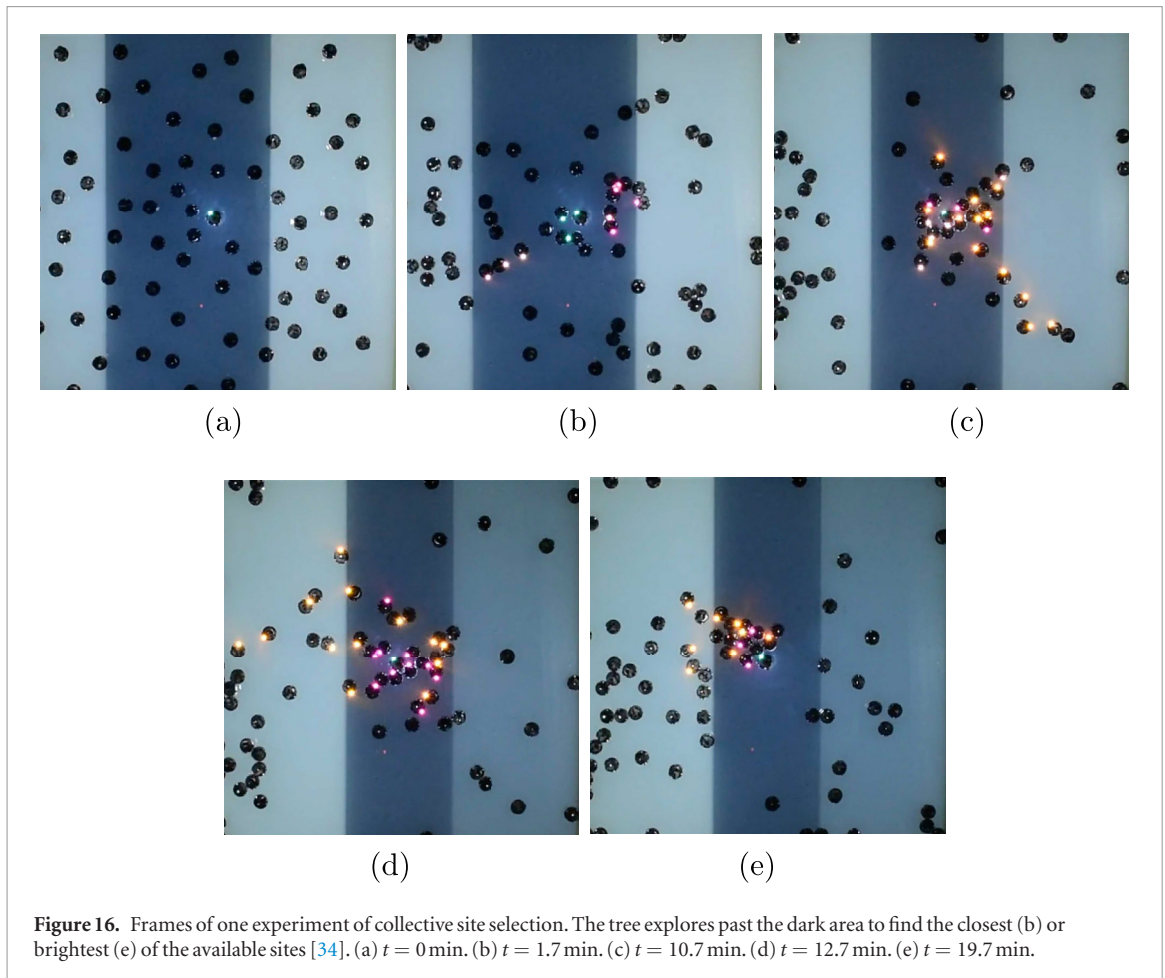 (a)
(b)
(c)
(d)
(e)
Figure 16. Frames of one experiment of collective site selection. The tree explores past the dark area to find the closest (b) or
brightest (e) of the available sites [34]. (a) t = 0 min. (b) t = 1.7 min. (c) t = 10.7 min. (d) t = 12.7 min. (e) t = 19.7 min.